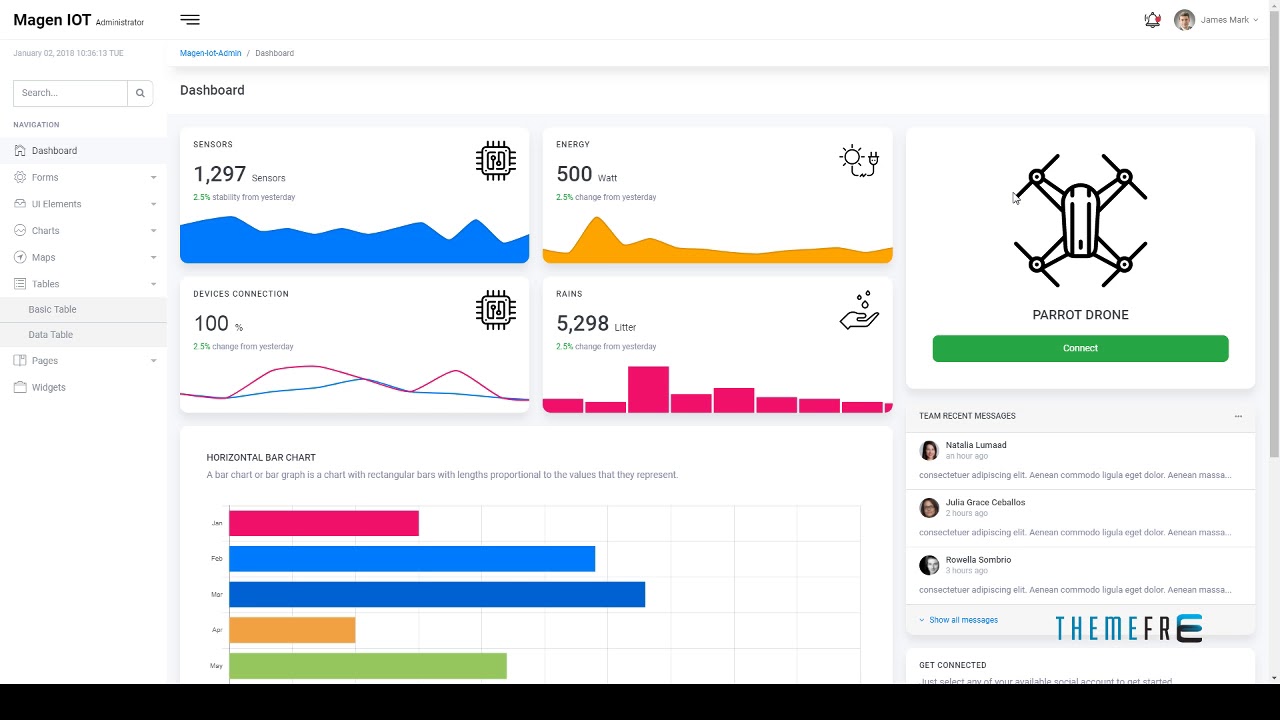 Magen IOT Administrator
James Mark
January 02, 2018 10:36:13 TUE
Magen-Iot-Admin / Dashboard
Search...
Dashboard
NAVIGATION
Dashboard
Forms
UI Elements
Charts
Maps
Tables
Basic Table
Data Table
Pages
Widgets
SENSORS
1,297 Sensors
2.5% stability from yesterday
ENERGY
500 Watt
2.5% change from yesterday
DEVICES CONNECTION
100 %
2.5% change from yesterday
RAINS
5,298 Litter
2.5% change from yesterday
HORIZONTAL BAR CHART
A bar chart or bar graph is a chart with rectangular bars with lengths proportional to the values that they represent.
Jan
Feb
Mar
Apr
May
PARROT DRONE
Connect
TEAM RECENT MESSAGES
Natalia Lumaad
an hour ago
consectetuer adipiscing elit. Aenean commodo ligula eget dolor. Aenean massa...
Julia Grace Ceballos
2 hours ago
consectetuer adipiscing elit. Aenean commodo ligula eget dolor. Aenean massa...
Rowella Sombrio
3 hours ago
consectetuer adipiscing elit. Aenean commodo ligula eget dolor. Aenean massa...
Show all messages
THEMEFRE
GET CONNECTED
Just select any of your available social account to get started